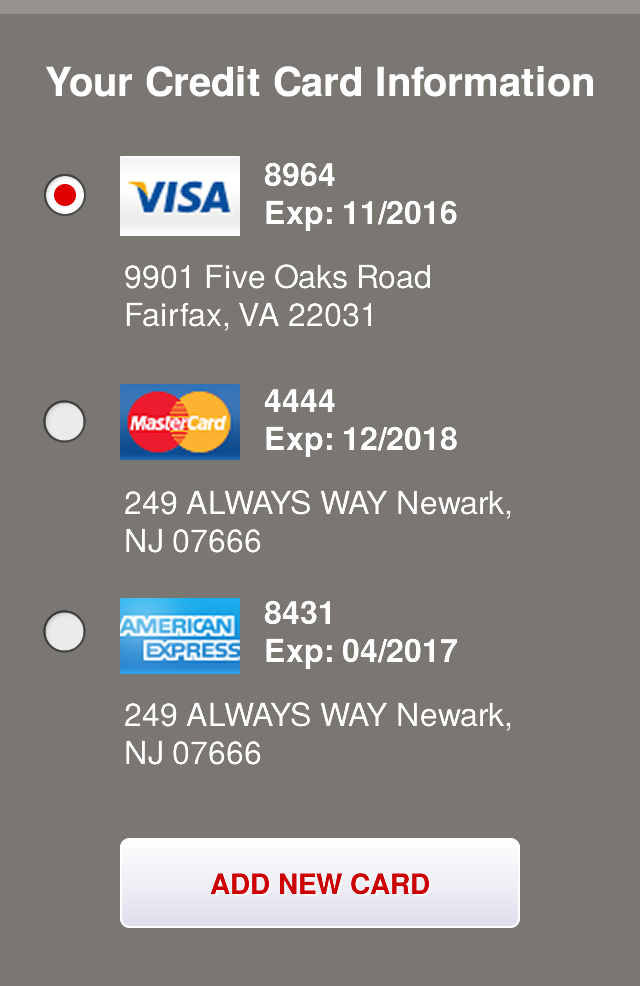 Your Credit Card Information
VISA
8964
Exp: 11/2016
9901 Five Oaks Road
Fairfax, VA 22031
MasterCard
4444
Exp: 12/2018
249 ALWAYS WAY Newark,
NJ 07666
AMERICAN
EXPRESS
8431
Exp: 04/2017
249 ALWAYS WAY Newark,
NJ 07666
ADD NEW CARD